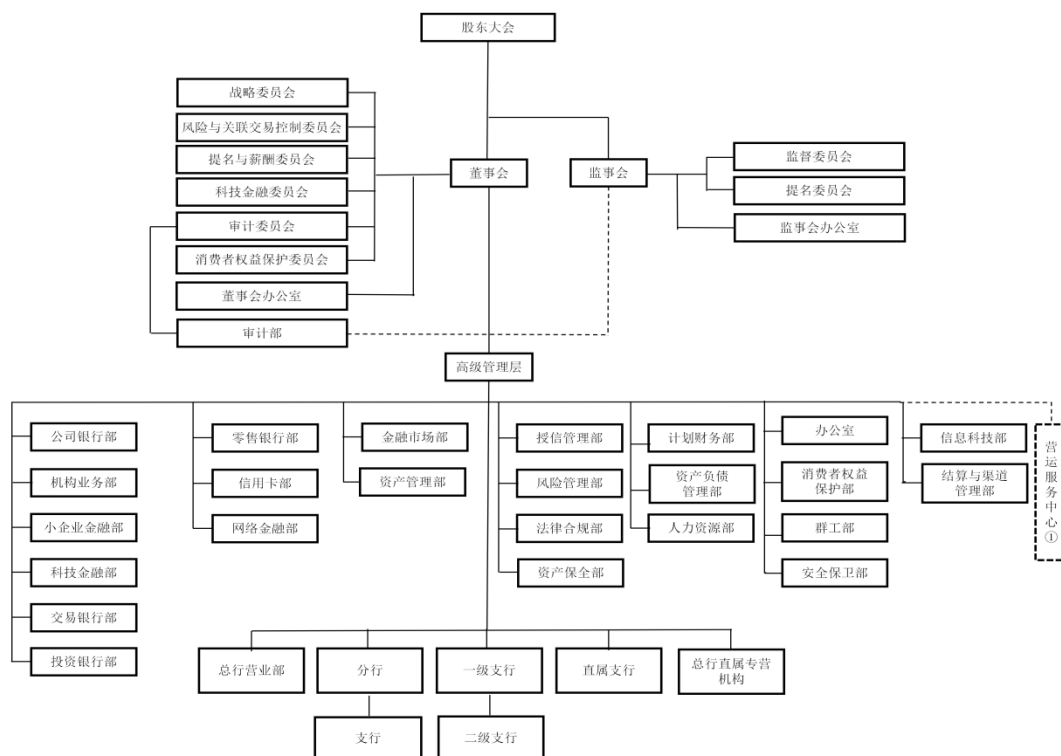 股东大会
战略委员会
风险与关联交易控制委员会
提名与薪酬委员会
科技金融委员会
审计委员会
消费者权益保护委员会
董事会办公室
审计部
董事会
监事会
监督委员会
提名委员会
监事会办公室
高级管理层
公司银行部
机构业务部
小企业金融部
科技金融部
交易银行部
投资银行部
零售银行部
信用卡部
网络金融部
金融市场部
资产管理部
授信管理部
风险管理部
法律合规部
资产保全部
计划财务部
资产负债
管理部
人力资源部
办公室
消费者权益
保护部
群工部
安全保卫部
信息科技部
结算与渠道
管理部
营运服务中心①
总行营业部
分行
一级支行
直属支行
总行直属专营
机构
支行
二级支行